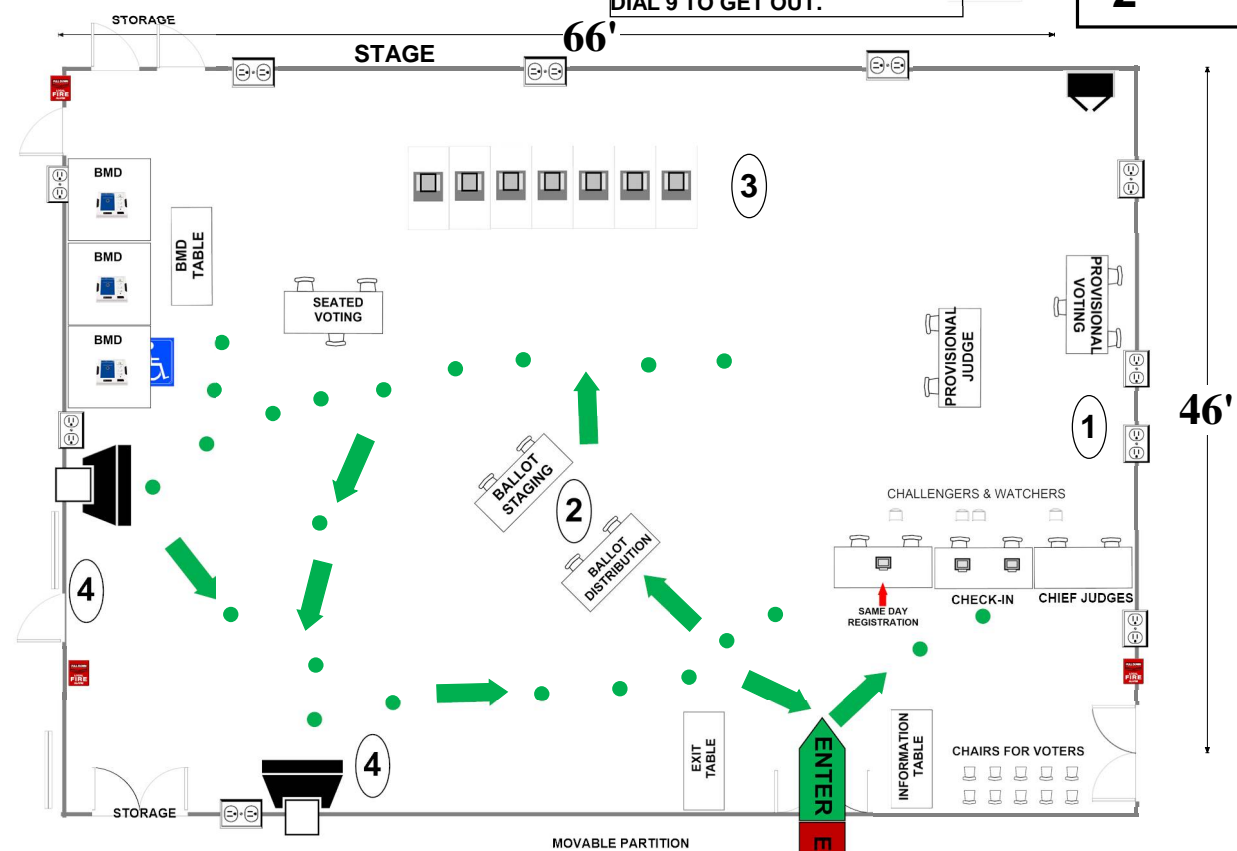 DIAL 9 TO GET OUT.
2
STORAGE
66'
STAGE
FIRE
BMD
3
BMD
TABLE
BMD
SEATED
VOTING
PROVISIONAL
VOTING
PROVISIONAL
JUDGE
BMD
46'
1
BALLOT
STAGING
2
CHALLENGERS & WATCHERS
BALLOT
DISTRIBUTION
4
SAME DAY
REGISTRATION
CHECK-IN
CHIEF JUDGES
FIRE
FIRE
EXIT
TABLE
ENTER
INFORMATION
TABLE
CHAIRS FOR VOTERS
4
STORAGE
MOVABLE PARTITION
E